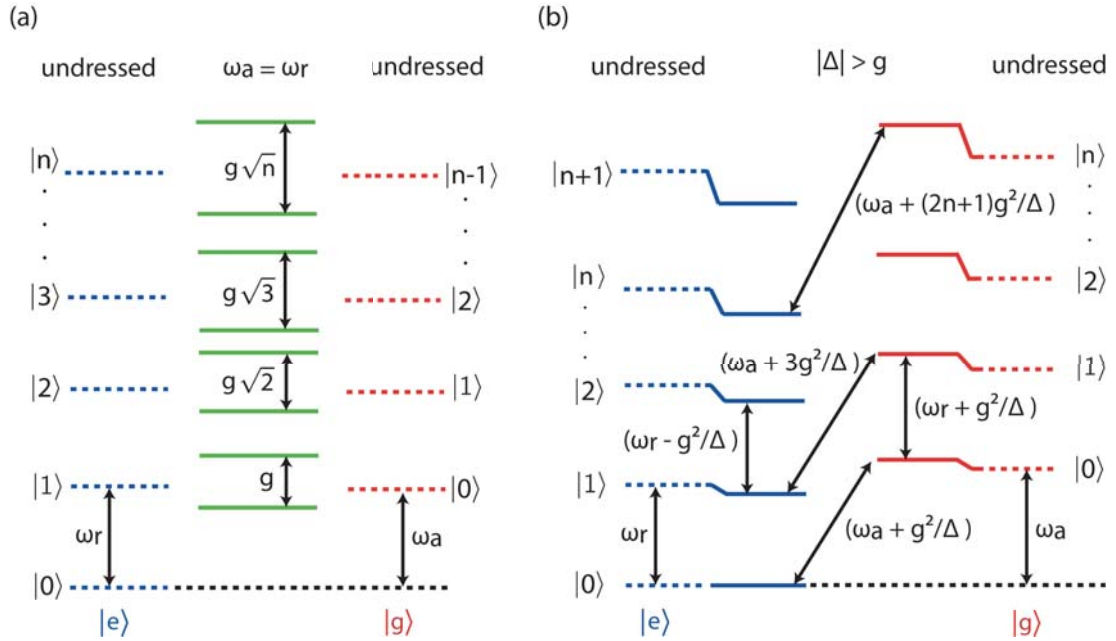 (a)
undressed ωa = ωr undressed
|n⟩
g√n
|n-1⟩
.
.
.
.
.
.
|3⟩
g√3
|2⟩
|2⟩
g√2
|1⟩
|1⟩
g
|0⟩
ωr
ωa
|0⟩
|e⟩
|g⟩
(b)
undressed |Δ| > g undressed
|n+1⟩
|n⟩
(ωa + (2n+1)g²/Δ )
.
.
.
.
|n⟩
|2⟩
.
.
.
.
(ωa + 3g²/Δ)
|2⟩
|1⟩
(ωr - g²/Δ)
(ωr + g²/Δ)
|1⟩
|0⟩
ωr
(ωa + g²/Δ )
ωa
|0⟩
|e⟩
|g⟩